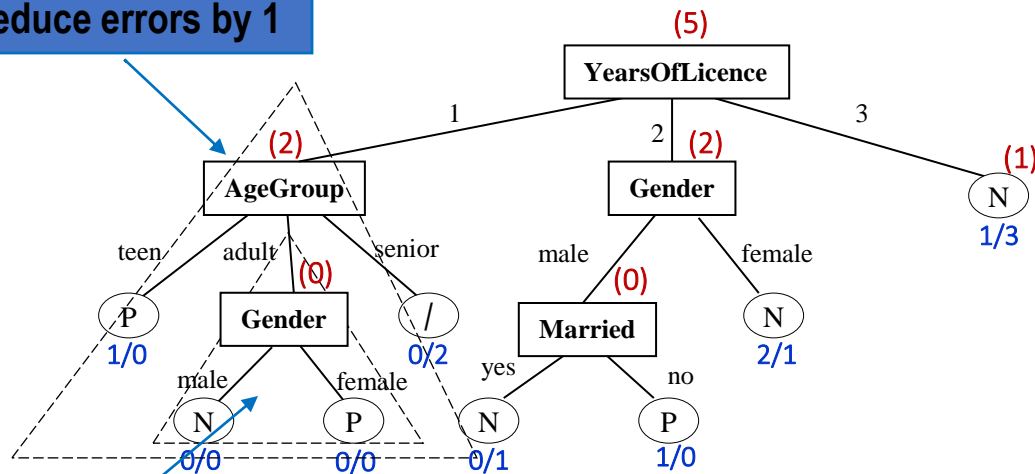 educe errors by 1
(5)
YearsOfLicence
1
2
3
(2)
(2)
(1)
AgeGroup
Gender
N
1/3
teen
adult
senior
male
female
(0)
(0)
P
Gender
/
Married
N
1/0
0/2
2/1
male
female
yes
no
N
P
N
P
0/0
0/0
0/1
1/0